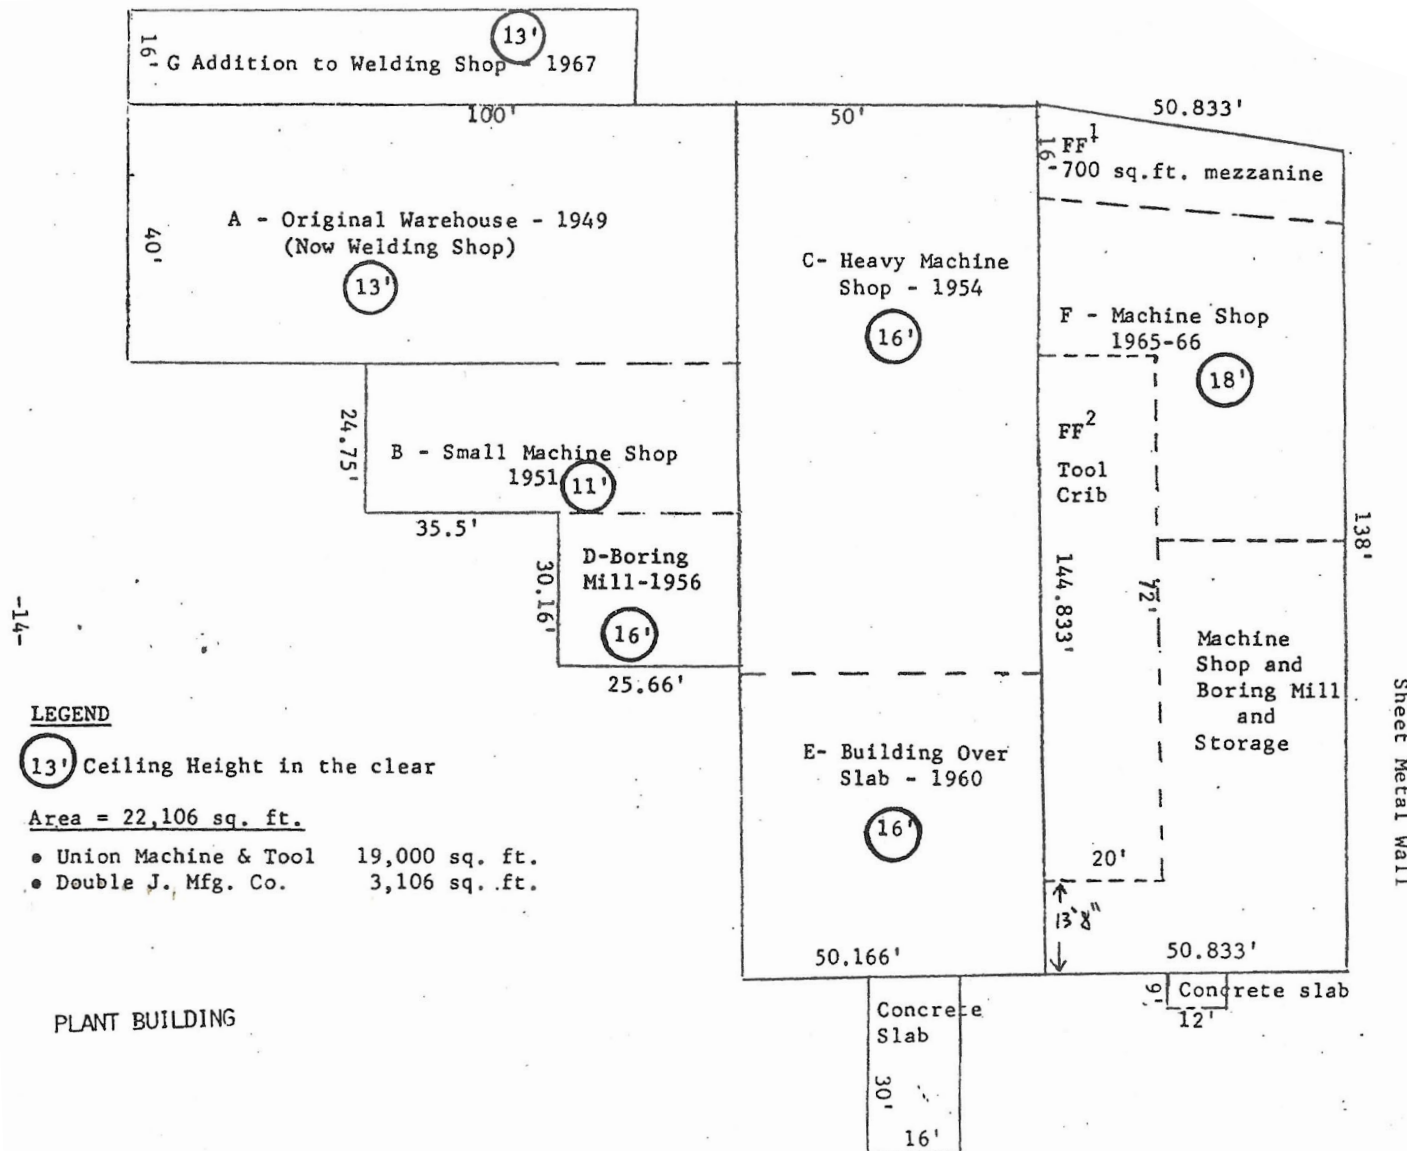 13'
16'
G Addition to Welding Shop - 1967
100'
50'
50.833'
FF1
16'
700 sq.ft. mezzanine
A - Original Warehouse - 1949
(Now Welding Shop)
40'
13'
C- Heavy Machine
Shop - 1954
16'
F - Machine Shop
1965-66
18'
24.75'
B - Small Machine Shop
1951
11'
35.5'
FF2
Tool
Crib
138'
D-Boring
Mill-1956
30.16'
16'
25.66'
144.833'
72'
Machine
Shop and
Boring Mill
and
Storage
Sheet Metal Wall
-14-
LEGEND
13' Ceiling Height in the clear
Area = 22,106 sq. ft.
• Union Machine & Tool 19,000 sq. ft.
• Double J. Mfg. Co. 3,106 sq. ft.
E- Building Over
Slab - 1960
16'
20'
13'8"
50.166'
50.833'
PLANT BUILDING
Concrete
Slab
30'
16'
9'
Concrete slab
12'